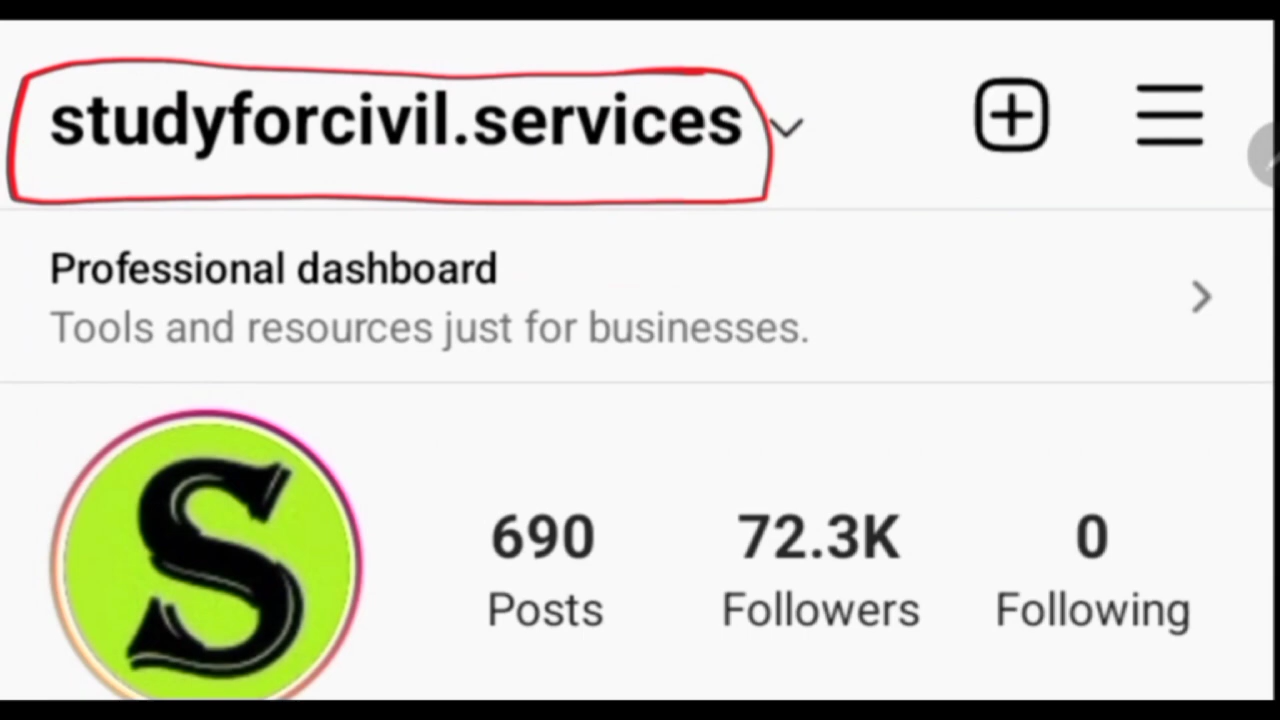 studyforcivil.services
Professional dashboard
Tools and resources just for businesses.
S
690 72.3K 0
Posts Followers Following